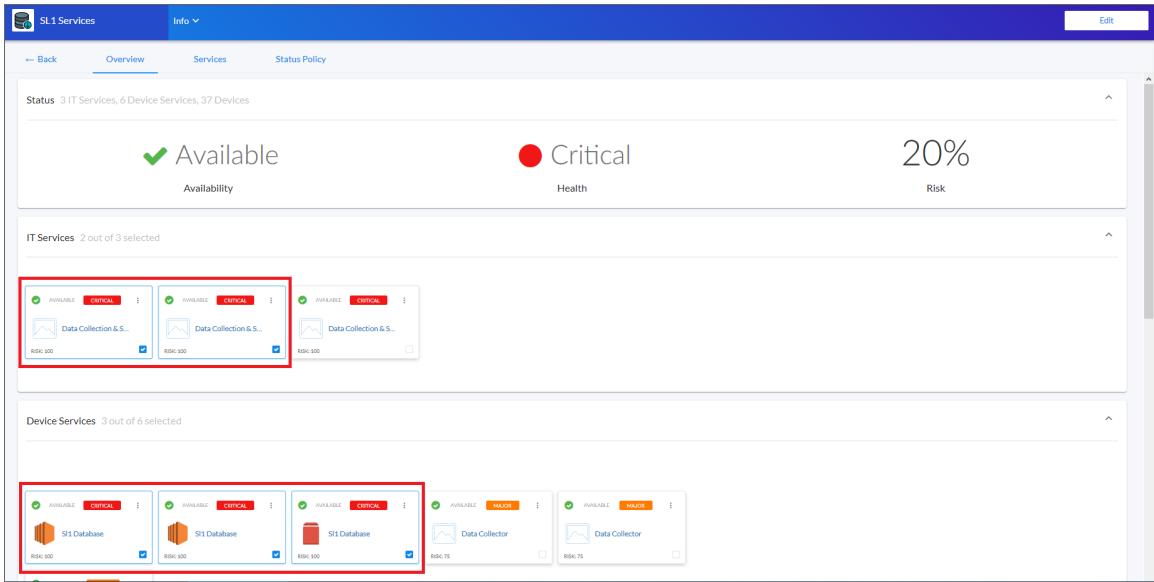 SL1 Services
Info
Edit
← Back
Overview
Services
Status Policy
Status 3 IT Services, 6 Device Services, 37 Devices
Available
Critical
20%
Availability
Health
Risk
IT Services 2 out of 3 selected
AVAILABLE CRITICAL
AVAILABLE CRITICAL
AVAILABLE CRITICAL
Data Collection & S...
Data Collection & S...
Data Collection & S...
RISK: 100
RISK: 100
RISK: 100
Device Services 3 out of 6 selected
AVAILABLE CRITICAL
AVAILABLE CRITICAL
AVAILABLE CRITICAL
AVAILABLE MAJOR
AVAILABLE MAJOR
Sl1 Database
Sl1 Database
Sl1 Database
Data Collector
Data Collector
RISK: 100
RISK: 100
RISK: 100
RISK: 75
RISK: 75